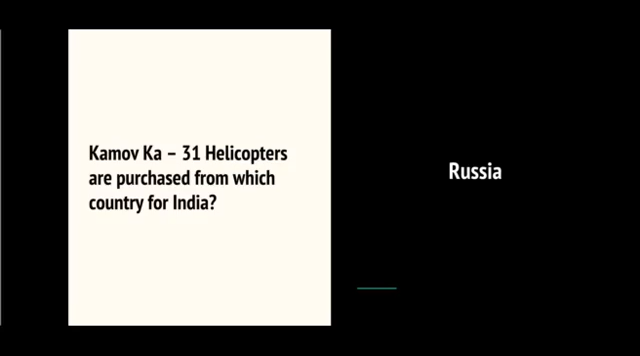 Kamov Ka – 31 Helicopters
are purchased from which
country for India?
Russia